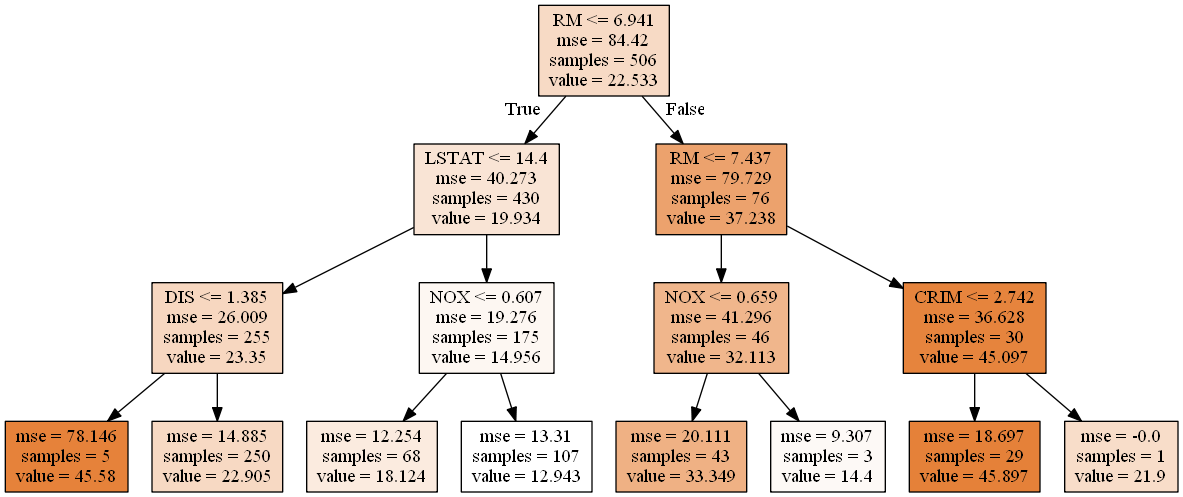 RM <= 6.941
mse = 84.42
samples = 506
value = 22.533
True
False
LSTAT <= 14.4
mse = 40.273
samples = 430
value = 19.934
RM <= 7.437
mse = 79.729
samples = 76
value = 37.238
DIS <= 1.385
mse = 26.009
samples = 255
value = 23.35
NOX <= 0.607
mse = 19.276
samples = 175
value = 14.956
NOX <= 0.659
mse = 41.296
samples = 46
value = 32.113
CRIM <= 2.742
mse = 36.628
samples = 30
value = 45.097
mse = 78.146
samples = 5
value = 45.58
mse = 14.885
samples = 250
value = 22.905
mse = 12.254
samples = 68
value = 18.124
mse = 13.31
samples = 107
value = 12.943
mse = 20.111
samples = 43
value = 33.349
mse = 9.307
samples = 3
value = 14.4
mse = 18.697
samples = 29
value = 45.897
mse = -0.0
samples = 1
value = 21.9